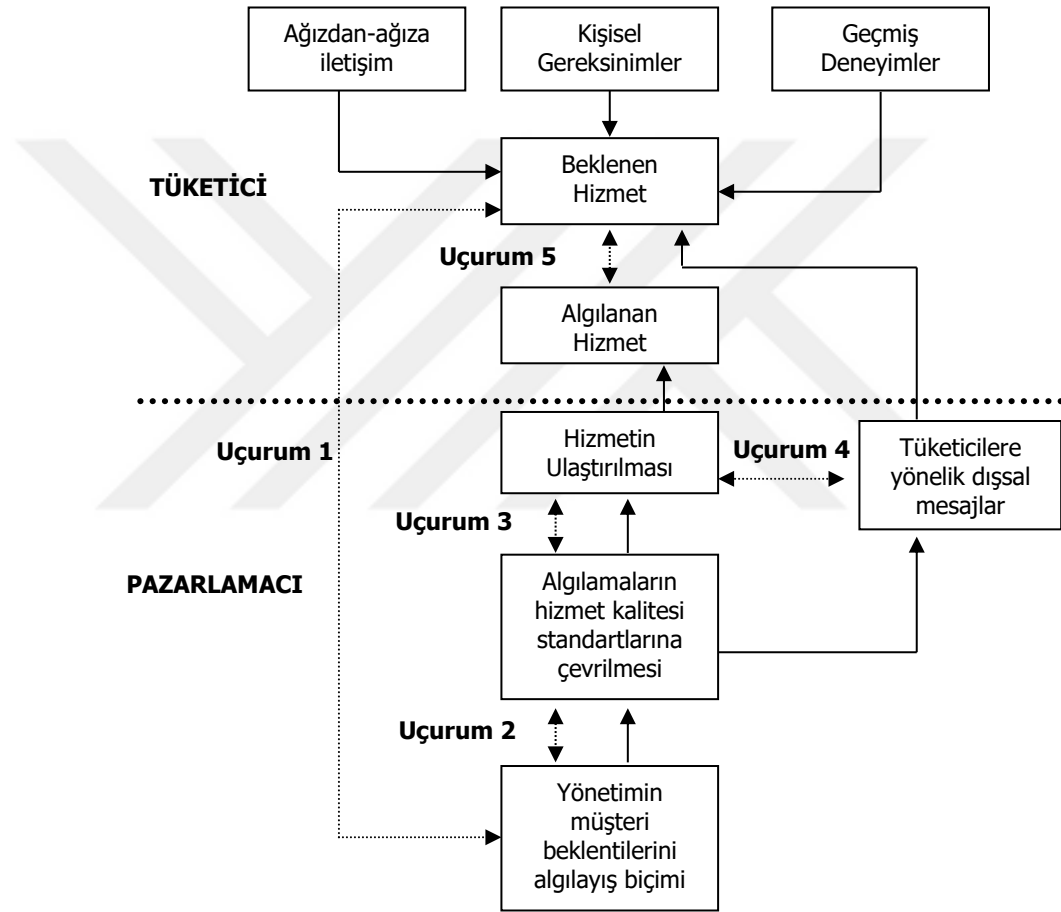 Ağızdan-ağıza
iletişim
Kişisel
Gereksinimler
Geçmiş
Deneyimler
TÜKETİCİ
Beklenen
Hizmet
Uçurum 5
Algılanan
Hizmet
Uçurum 1
Hizmetin
Ulaştırılması
Uçurum 4
Tüketicilere
yönelik dışsal
mesajlar
Uçurum 3
PAZARLAMACI
Algılamaların
hizmet kalitesi
standartlarına
çevrilmesi
Uçurum 2
Yönetimin
müşteri
beklentilerini
algılayış biçimi